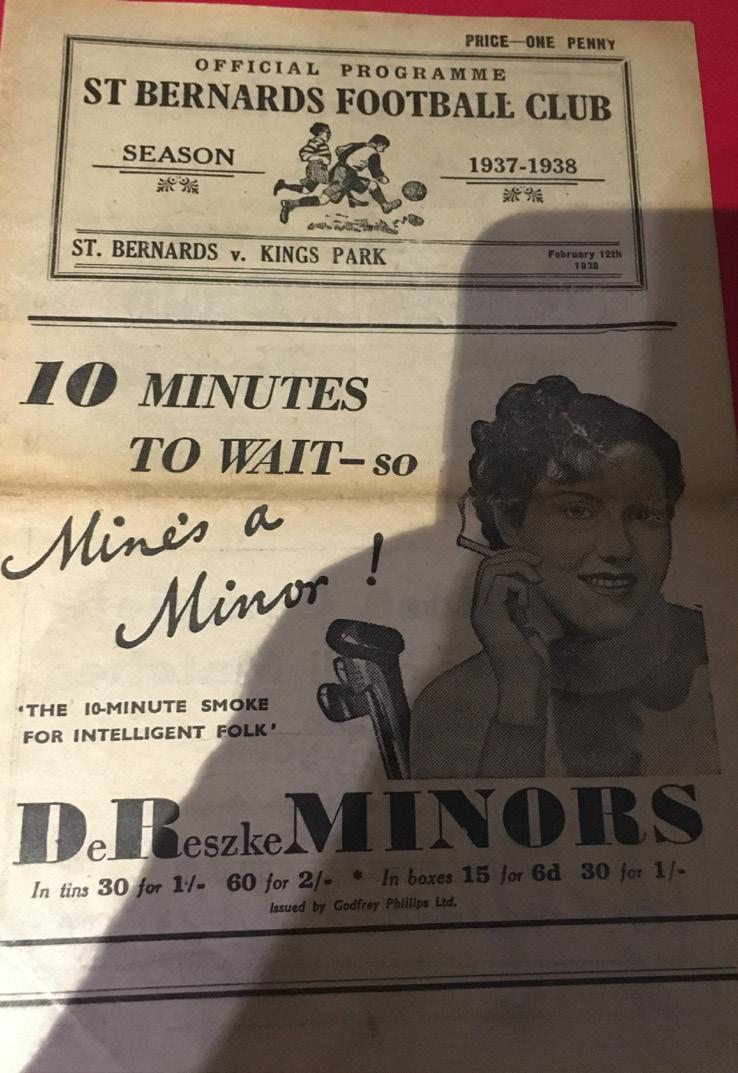 PRICE—ONE PENNY
OFFICIAL PROGRAMME
ST BERNARDS FOOTBALL CLUB
SEASON 1937-1938
ST. BERNARDS v. KINGS PARK February 12th 1938
10 MINUTES
TO WAIT—so
Mine's a
Minor!
'THE 10-MINUTE SMOKE
FOR INTELLIGENT FOLK'
DeReszke MINORS
In tins 30 for 1/- 60 for 2/- * In boxes 15 for 6d 30 for 1/-
Issued by Godfrey Phillips Ltd.